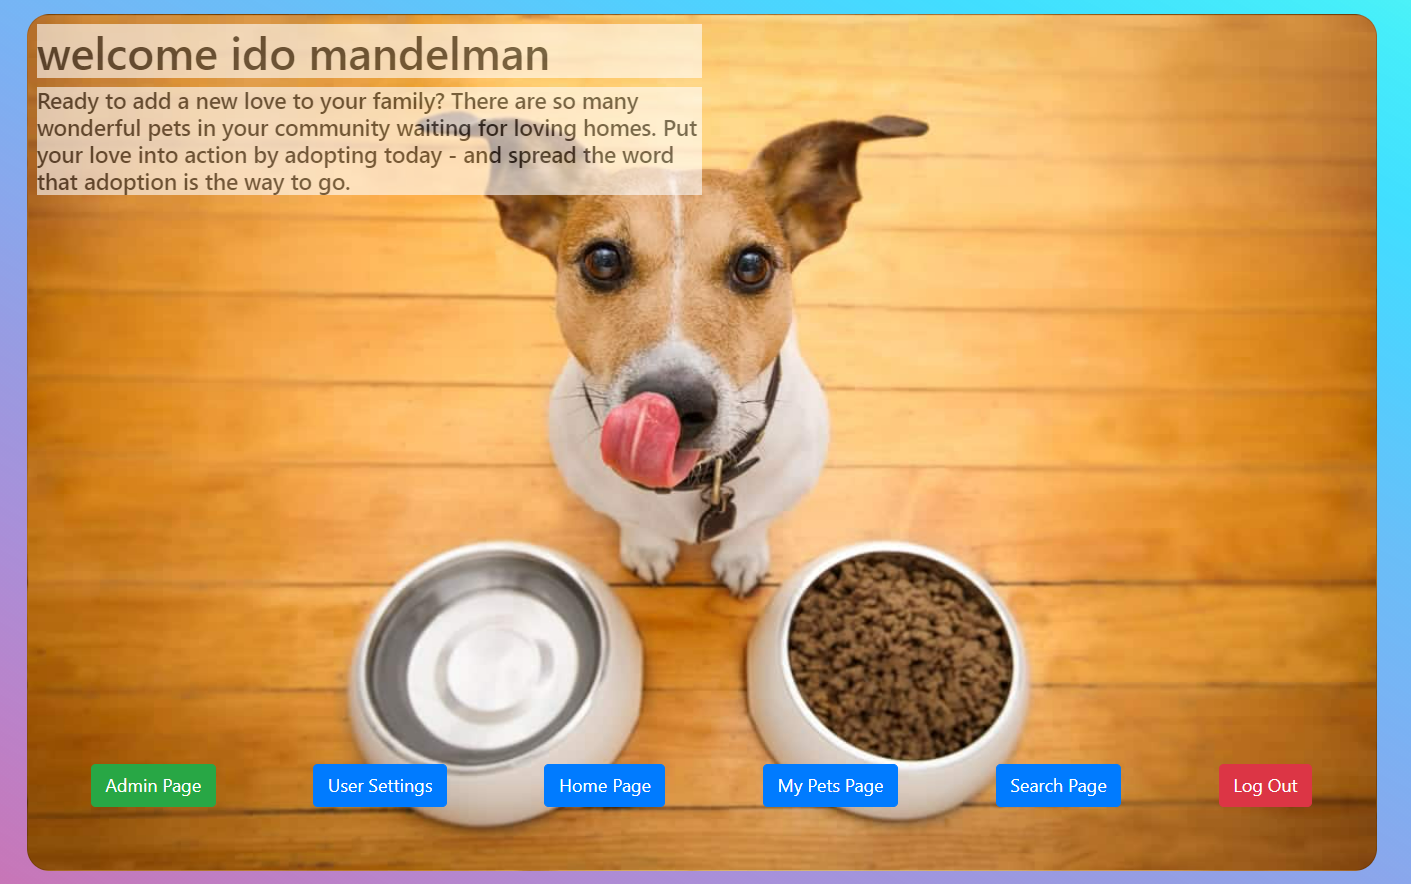 welcome ido mandelman
Ready to add a new love to your family? There are so many
wonderful pets in your community waiting for loving homes. Put
your love into action by adopting today - and spread the word
that adoption is the way to go.
Admin Page
User Settings
Home Page
My Pets Page
Search Page
Log Out